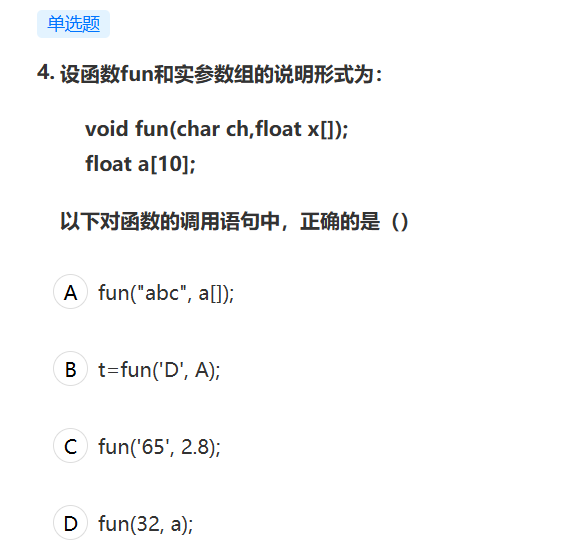 单选题
4. 设函数fun和实参数组的说明形式为：
void fun(char ch,float x[]);
float a[10];
以下对函数的调用语句中，正确的是（）
A fun("abc", a[]);
B t=fun('D', A);
C fun('65', 2.8);
D fun(32, a);